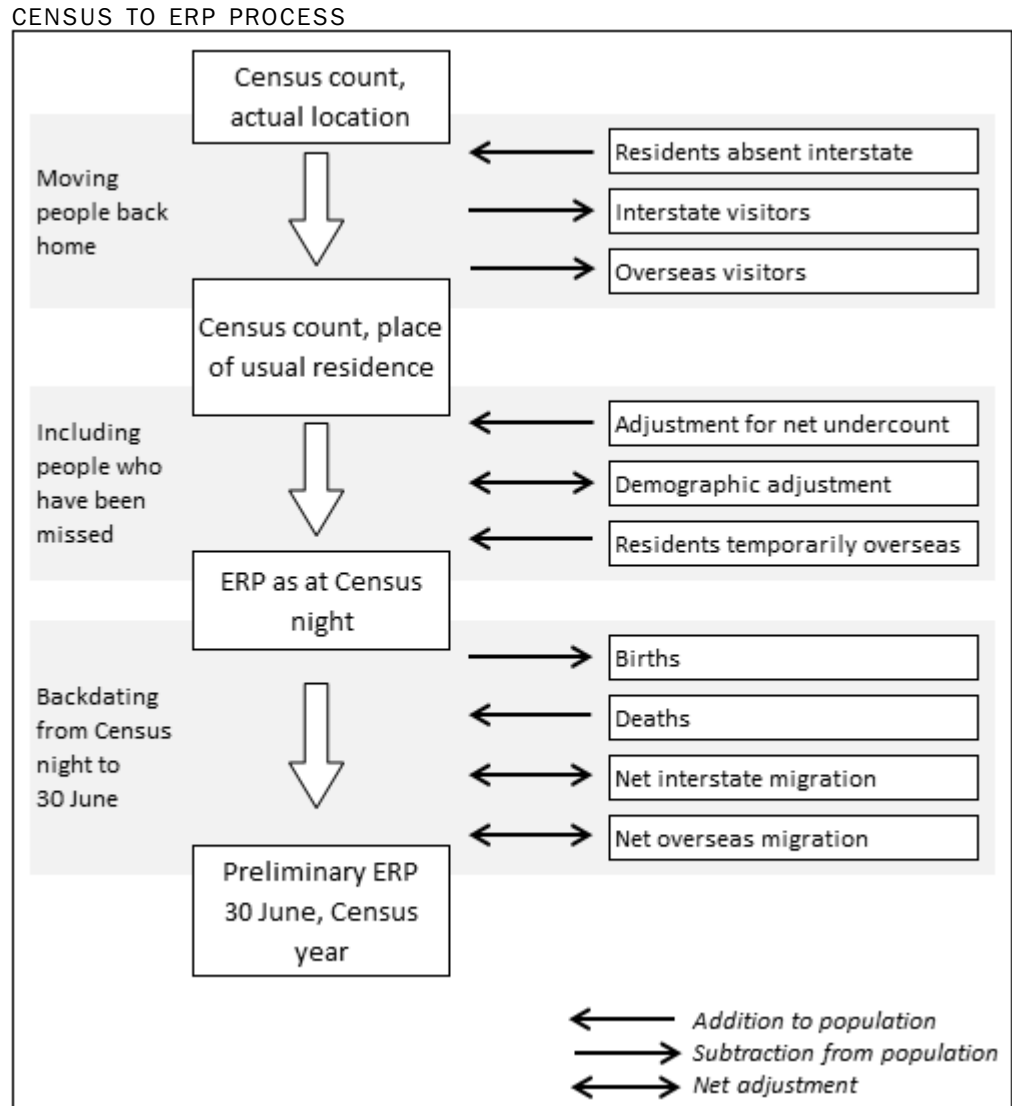 CENSUS TO ERP PROCESS
Census count,
actual location
Moving
people back
home
Residents absent interstate
Interstate visitors
Overseas visitors
Census count, place
of usual residence
Including
people who
have been
missed
Adjustment for net undercount
Demographic adjustment
Residents temporarily overseas
ERP as at Census
night
Backdating
from Census
night to
30 June
Births
Deaths
Net interstate migration
Net overseas migration
Preliminary ERP
30 June, Census
year
Addition to population
Subtraction from population
Net adjustment